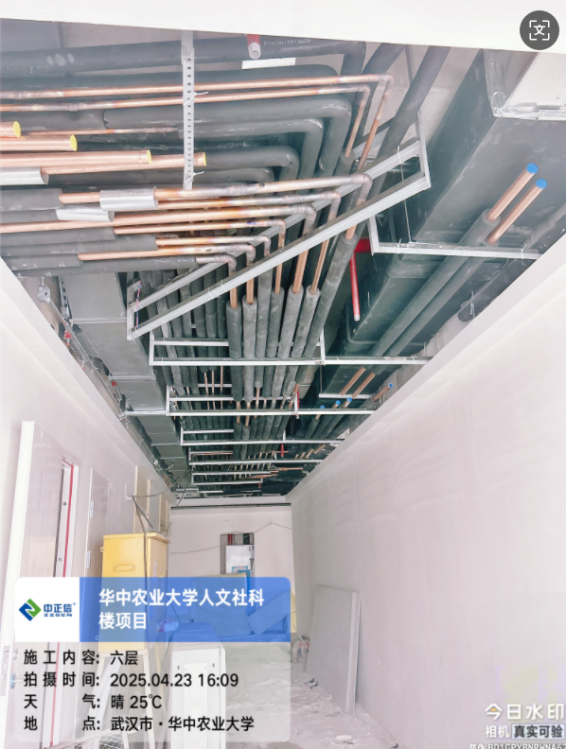 中正信®
ZZDEN
华中农业大学人文社科
楼项目
施工内容: 六层
拍摄时间: 2025.04.23 16:09
天 气: 晴 25℃
地 点: 武汉市·华中农业大学
今日水印
相机 真实可验